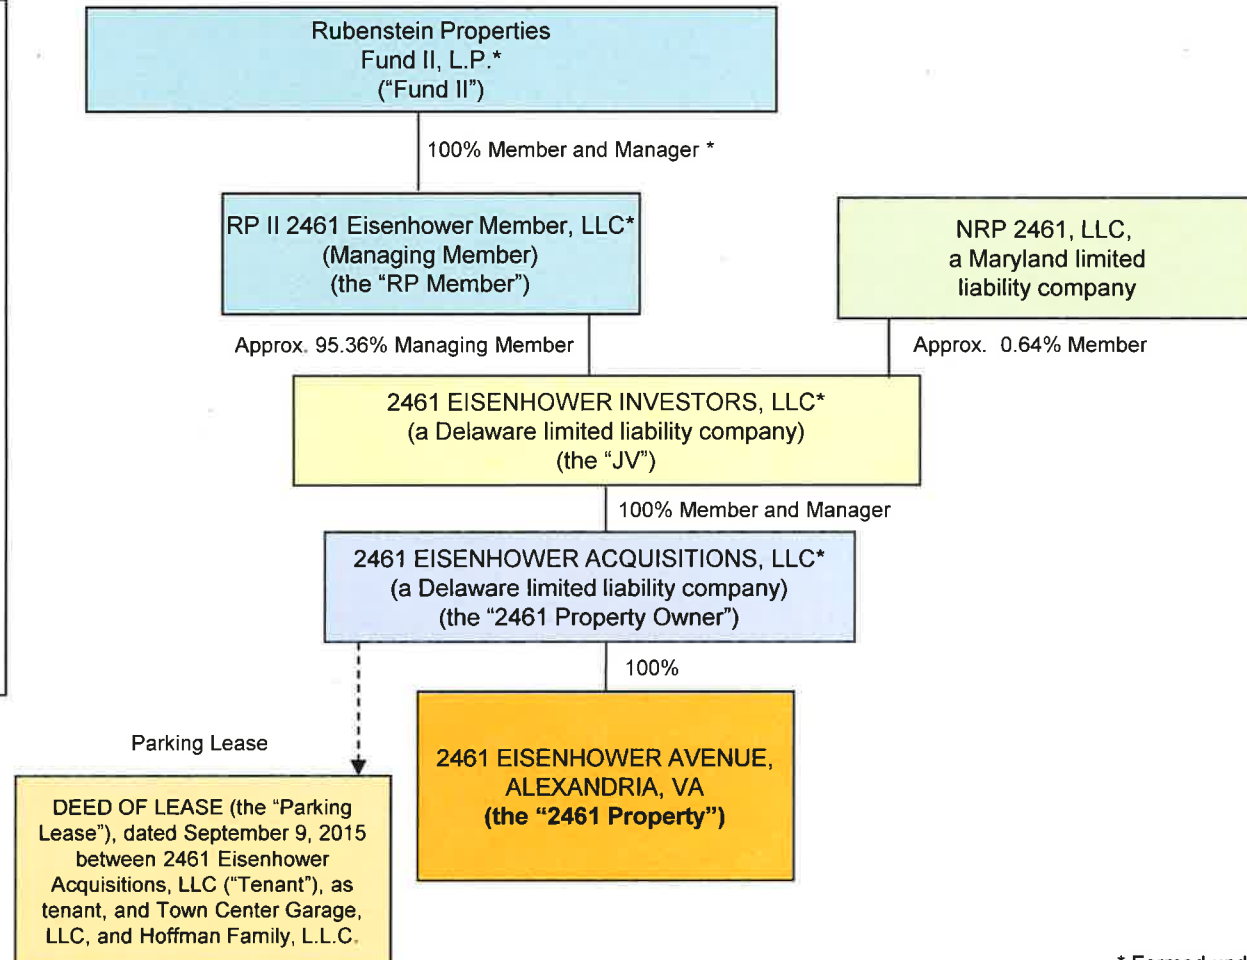 Rubenstein Properties
Fund II, L.P.*
("Fund II")
100% Member and Manager *
RP II 2461 Eisenhower Member, LLC*
(Managing Member)
(the "RP Member")
NRP 2461, LLC,
a Maryland limited
liability company
Approx. 95.36% Managing Member
Approx. 0.64% Member
2461 EISENHOWER INVESTORS, LLC*
(a Delaware limited liability company)
(the "JV")
100% Member and Manager
2461 EISENHOWER ACQUISITIONS, LLC*
(a Delaware limited liability company)
(the "2461 Property Owner")
100%
Parking Lease
2461 EISENHOWER AVENUE,
ALEXANDRIA, VA
(the "2461 Property")
DEED OF LEASE (the "Parking
Lease"), dated September 9, 2015
between 2461 Eisenhower
Acquisitions, LLC ("Tenant"), as
tenant, and Town Center Garage,
LLC, and Hoffman Family, L.L.C.